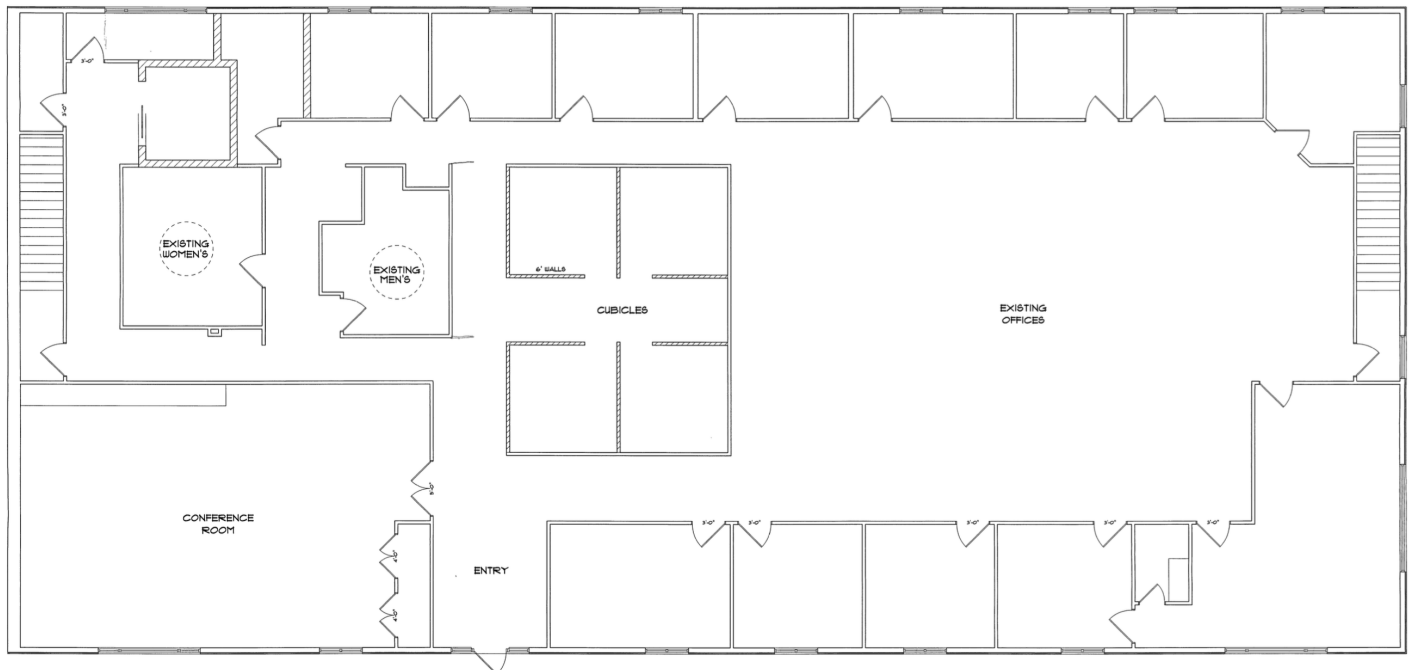 3'-0"
3'-0"
EXISTING
WOMEN'S
EXISTING
MEN'S
6' WALLS
CUBICLES
EXISTING
OFFICES
CONFERENCE
ROOM
ENTRY
3'-0"
3'-0"
3'-0"
3'-0"
3'-0"